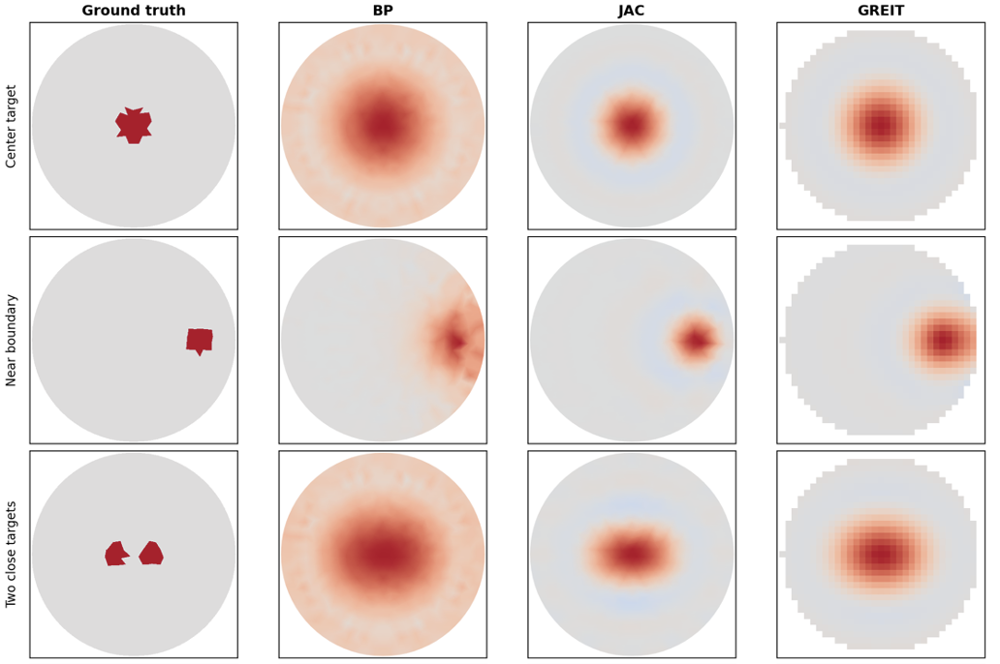 Ground truth
BP
JAC
GREIT
Center target
Near boundary
Two close targets